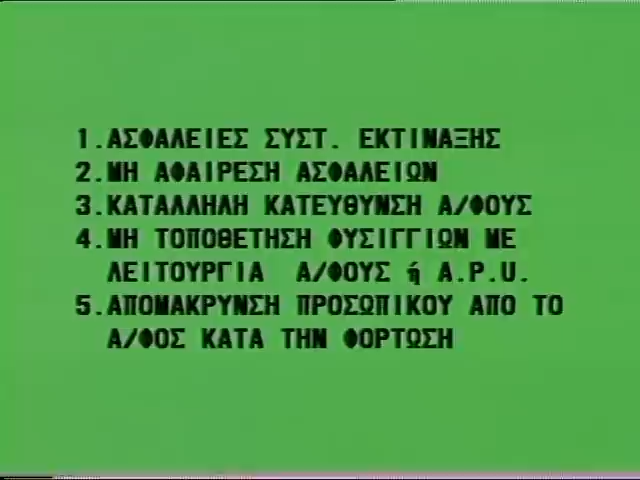 1.ΑΣΦΑΛΕΙΕΣ ΣΥΣΤ. ΕΚΤΙΝΑΞΗΣ
2.ΜΗ ΑΦΑΙΡΕΣΗ ΑΣΦΑΛΕΙΩΝ
3.ΚΑΤΑΛΛΗΛΗ ΚΑΤΕΥΘΥΝΣΗ Α/ΦΟΥΣ
4.ΜΗ ΤΟΠΟΘΕΤΗΣΗ ΦΥΣΙΓΓΙΩΝ ΜΕ
ΛΕΙΤΟΥΡΓΙΑ Α/ΦΟΥΣ ή A.P.U.
5.ΑΠΟΜΑΚΡΥΝΣΗ ΠΡΟΣΩΠΙΚΟΥ ΑΠΟ ΤΟ
Α/ΦΟΣ ΚΑΤΑ ΤΗΝ ΦΟΡΤΩΣΗ